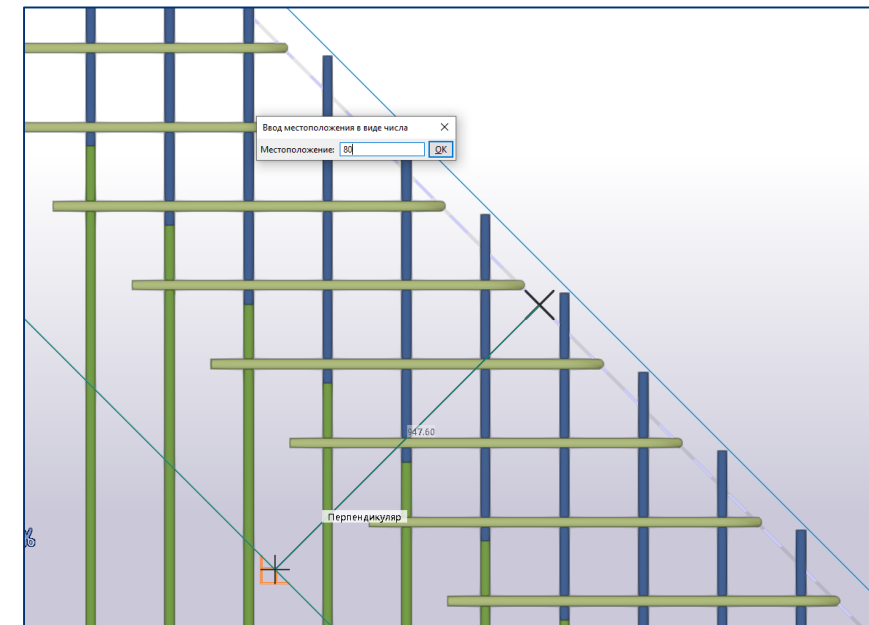 Ввод местоположения в виде числа
Местоположение: 80 OK
947.60
Перпендикуляр
%